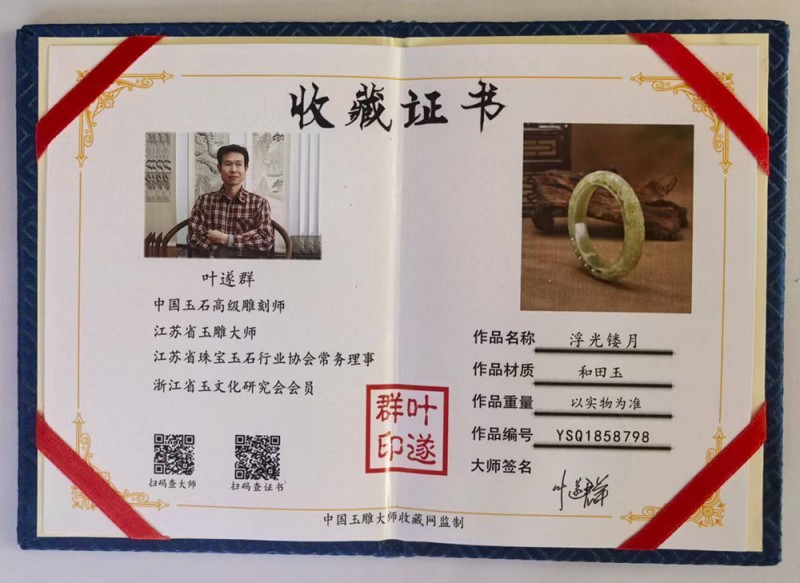 收藏证书
叶遂群
中国玉石高级雕刻师
江苏省玉雕大师
江苏省珠宝玉石行业协会常务理事
浙江省玉文化研究会会员
扫码查大师
扫码查证书
群叶
印遂
作品名称 浮光镂月
作品材质 和田玉
作品重量 以实物为准
作品编号 YSQ1858798
大师签名 叶遂群
中国玉雕大师收藏网监制